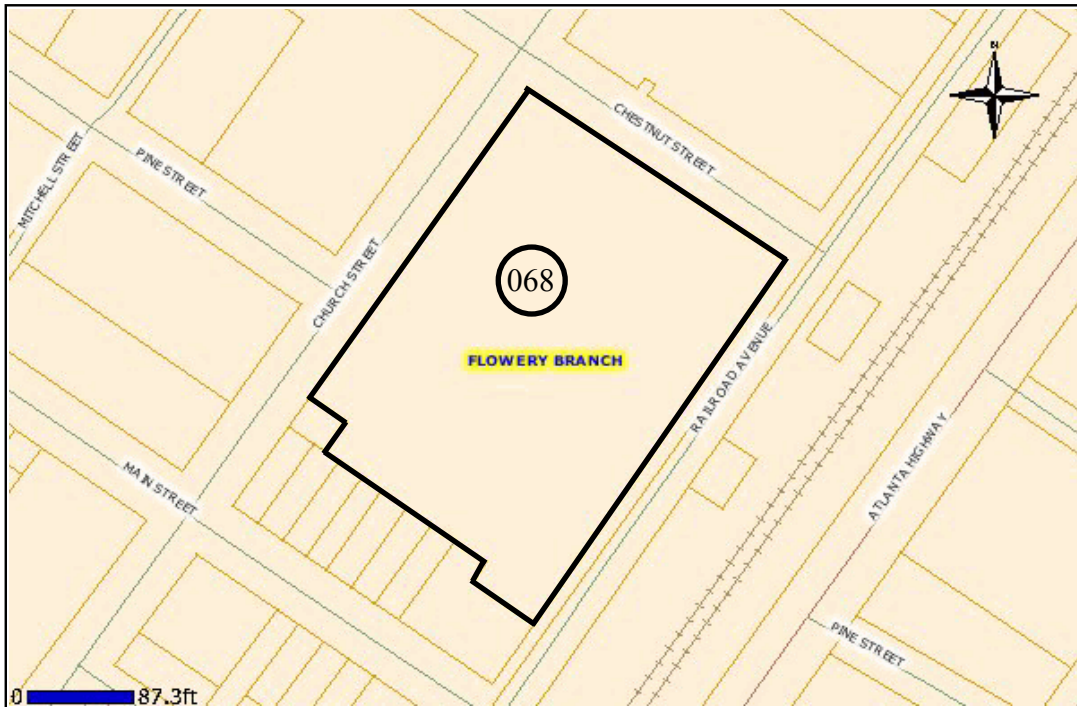 N
CHESTNUT STREET
PINE STREET
MITCHELL STREET
CHURCH STREET
068
FLOWERY BRANCH
RAILROAD AVENUE
ATLANTA HIGHWAY
MAIN STREET
PINE STREET
0 87.3ft